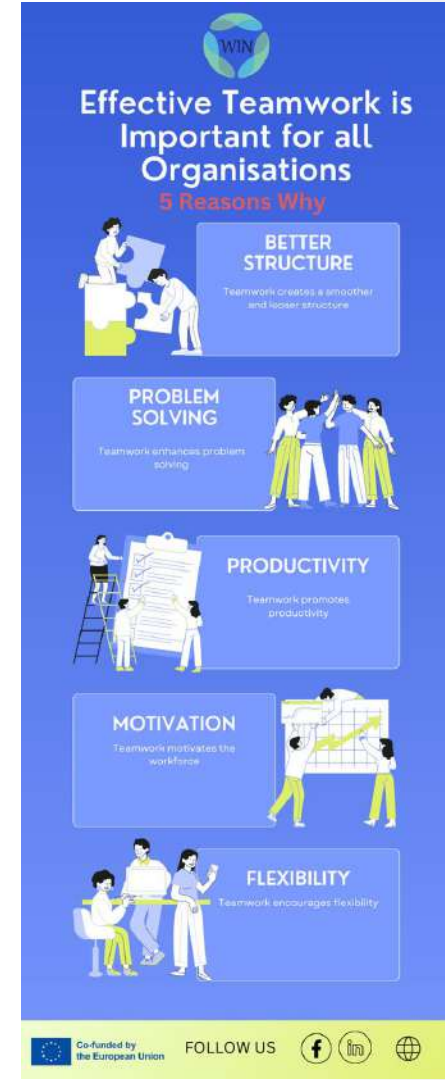 WIN
Effective Teamwork is
Important for all
Organisations
5 Reasons Why
BETTER
STRUCTURE
Teamwork creates a smoother
and looser structure
PROBLEM
SOLVING
Teamwork enhances problem
solving
PRODUCTIVITY
Teamwork promotes
productivity
MOTIVATION
Teamwork motivates the
workforce
FLEXIBILITY
Teamwork encourages flexibility
Co-funded by
the European Union
FOLLOW US
f
in